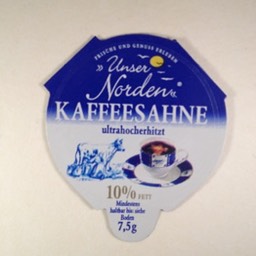 FRISCHE UND GENUSS ERLEBEN
» Unser
Norden«
KAFFEESAHNE
ultrahocherhitzt
10% FETT
Mindestens
haltbar bis: siehe
Boden
7,5g